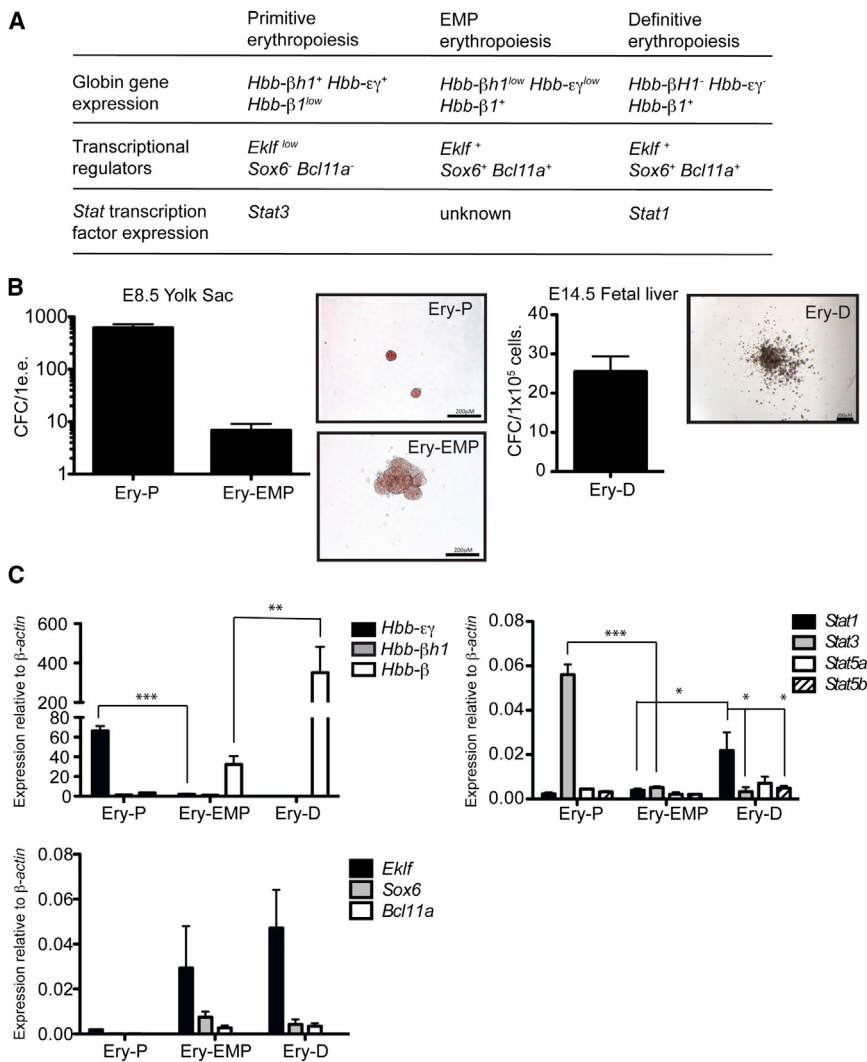 A
Primitive erythropoiesis
EMP erythropoiesis
Definitive erythropoiesis
Globin gene expression
Hbb-βh1⁺ Hbb-εγ⁺
Hbb-β1ˡᵒʷ
Hbb-βh1ˡᵒʷ Hbb-εγˡᵒʷ
Hbb-β1⁺
Hbb-βH1⁻ Hbb-εγ⁻
Hbb-β1⁺
Transcriptional regulators
Eklf ˡᵒʷ
Sox6⁻ Bcl11a⁻
Eklf ⁺
Sox6⁺ Bcl11a⁺
Eklf ⁺
Sox6⁺ Bcl11a⁺
Stat transcription factor expression
Stat3
unknown
Stat1
B
E8.5 Yolk Sac
CFC/1e.e.
1000
100
10
1
Ery-P
Ery-EMP
Ery-P
200µM
Ery-EMP
200µM
E14.5 Fetal liver
CFC/1x10⁵ cells.
40
30
20
10
0
Ery-D
Ery-D
200µM
C
Expression relative to β-actin
600
400
200
80
60
40
20
0
***
**
Ery-P
Ery-EMP
Ery-D
Hbb-εγ
Hbb-βh1
Hbb-β
Expression relative to β-actin
0.08
0.06
0.04
0.02
0.00
***
*
*
*
Ery-P
Ery-EMP
Ery-D
Stat1
Stat3
Stat5a
Stat5b
Expression relative to β-actin
0.08
0.06
0.04
0.02
0.00
Ery-P
Ery-EMP
Ery-D
Eklf
Sox6
Bcl11a